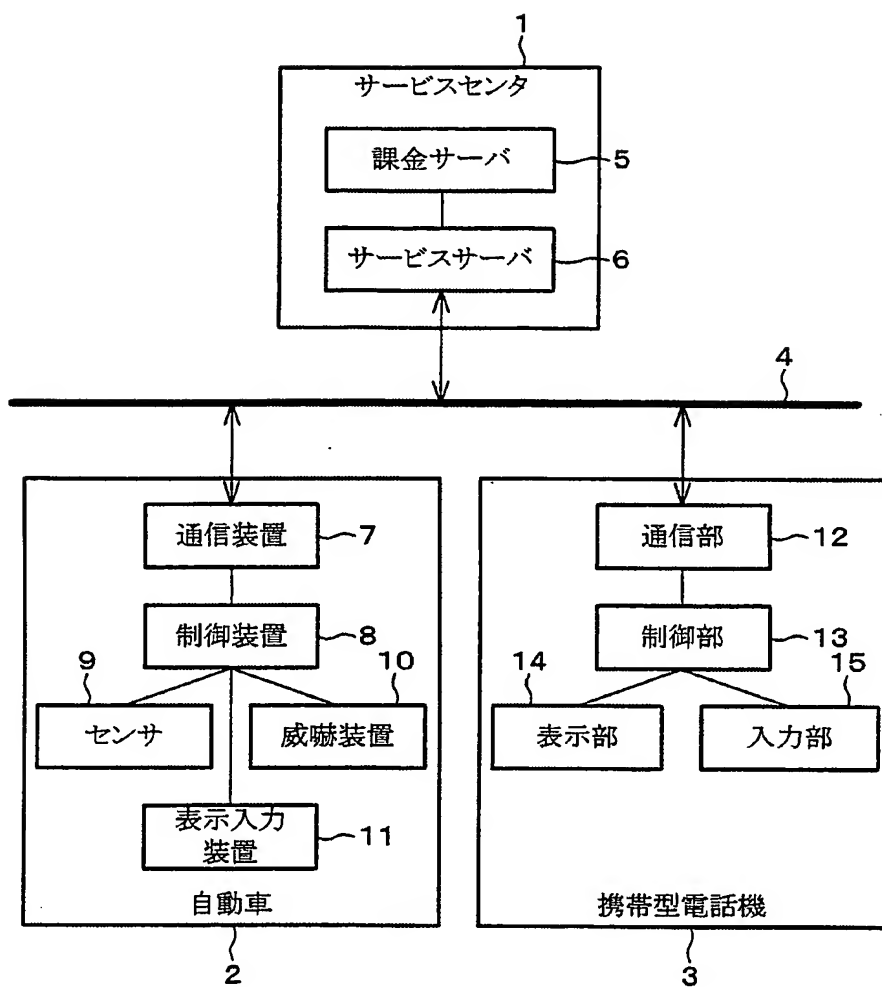 1
サービスセンタ
課金サーバ
5
サービスサーバ
6
4
通信装置
7
制御装置
8
9
10
センサ
威嚇装置
表示入力
装置
11
自動車
2
通信部
12
制御部
13
14
15
表示部
入力部
携帯型電話機
3